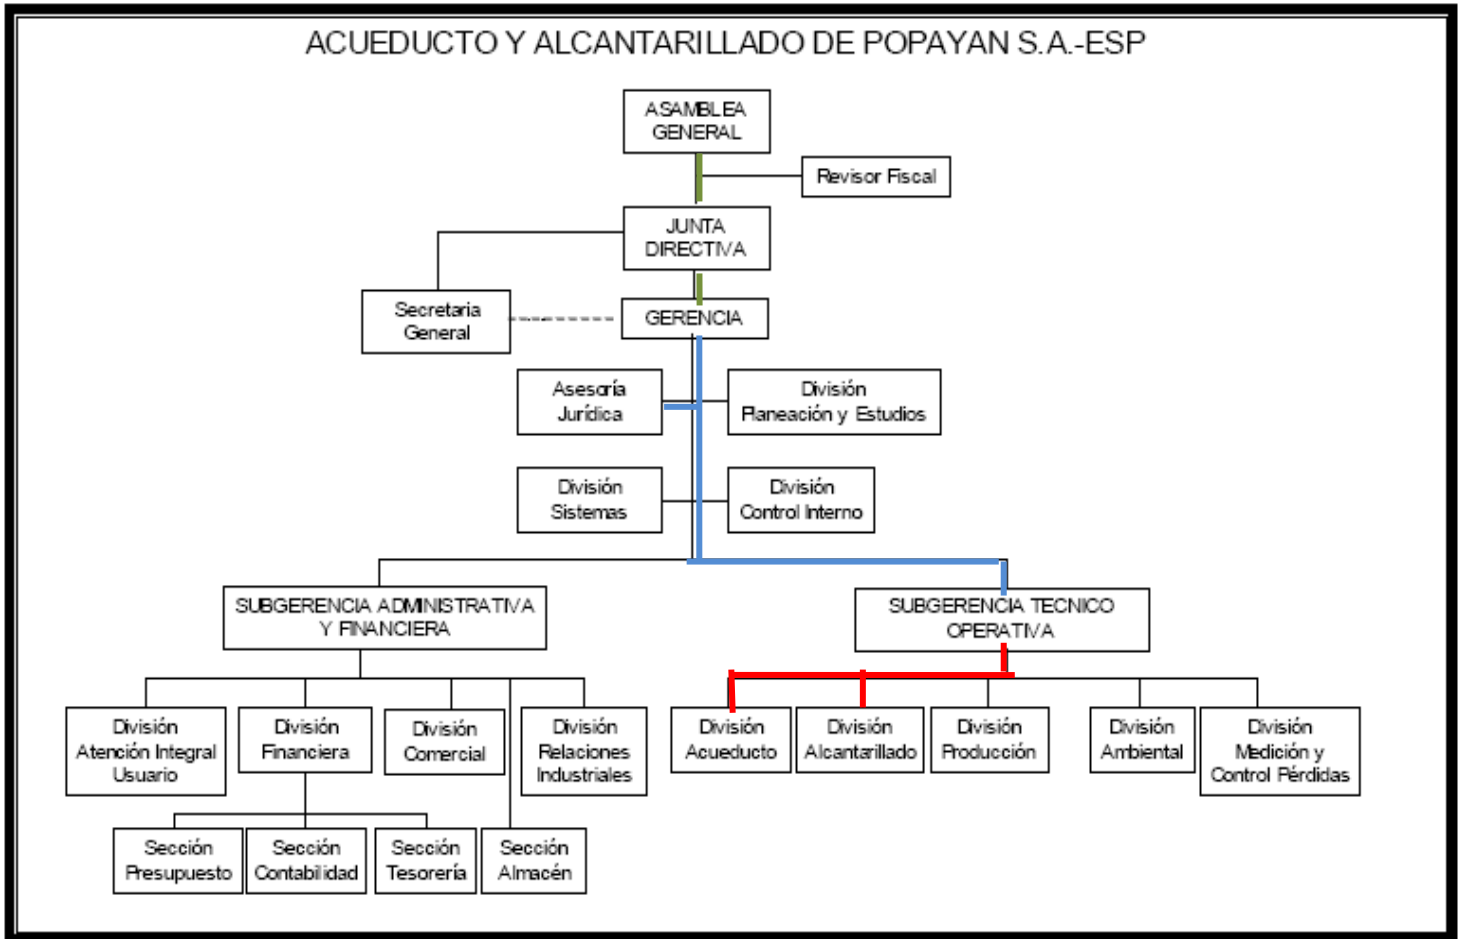 ACUEDUCTO Y ALCANTARILLADO DE POPAYAN S.A.-ESP
ASAMBLEA
GENERAL
Revisor Fiscal
JUNTA
DIRECTIVA
Secretaria
General
GERENCIA
Asesoría
Jurídica
División
Planeación y Estudios
División
Sistemas
División
Control Interno
SUBGERENCIA ADMINISTRATIVA
Y FINANCIERA
SUBGERENCIA TECNICO
OPERATIVA
División
Atención Integral
Usuario
División
Financiera
División
Comercial
División
Relaciones
Industriales
División
Acueducto
División
Alcantarillado
División
Producción
División
Ambiental
División
Medición y
Control Pérdidas
Sección
Presupuesto
Sección
Contabilidad
Sección
Tesorería
Sección
Almacén